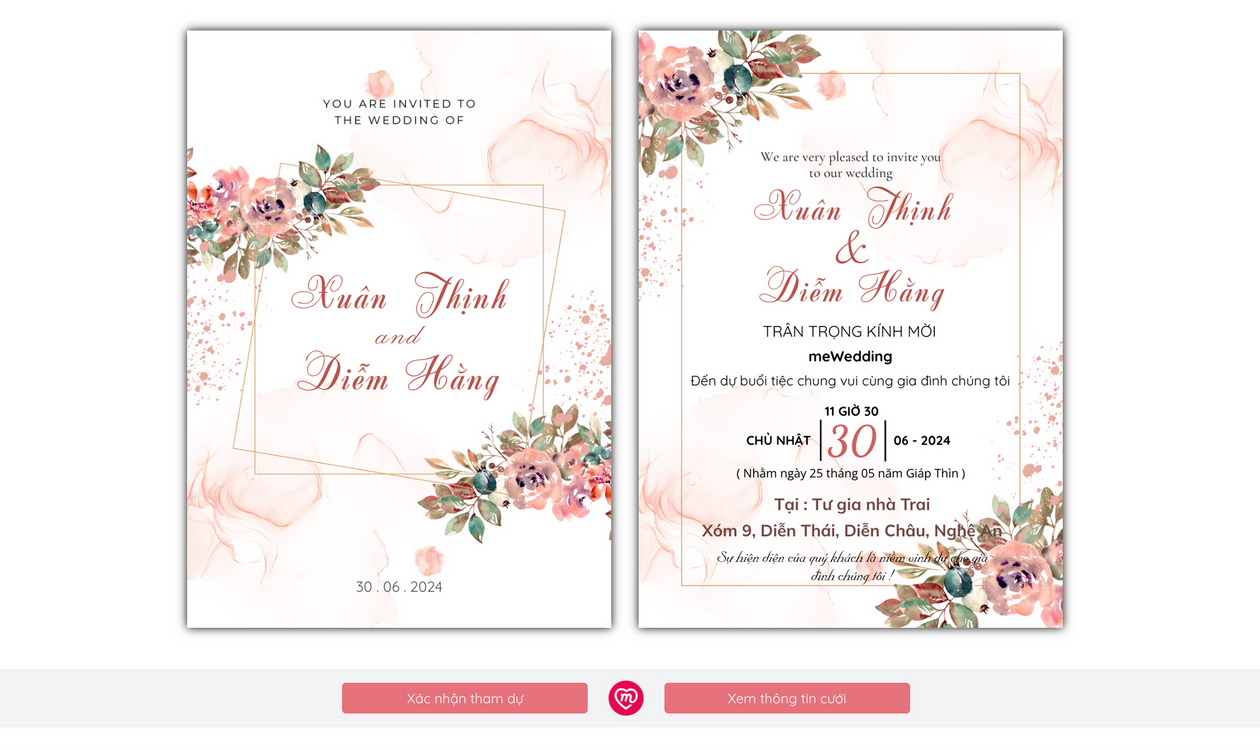 YOU ARE INVITED TO
THE WEDDING OF
Xuân Thịnh
and
Diễm Hằng
30 . 06 . 2024
We are very pleased to invite you
to our wedding
Xuân Thịnh
&
Diễm Hằng
TRÂN TRỌNG KÍNH MỜI
meWedding
Đến dự buổi tiệc chung vui cùng gia đình chúng tôi
11 GIỜ 30
CHỦ NHẬT | 30 | 06 - 2024
( Nhằm ngày 25 tháng 05 năm Giáp Thìn )
Tại : Tư gia nhà Trai
Xóm 9, Diễn Thái, Diễn Châu, Nghệ An
Sự hiện diện của quý khách là niềm vinh dự cho gia
đình chúng tôi !
Xác nhận tham dự
m
Xem thông tin cưới